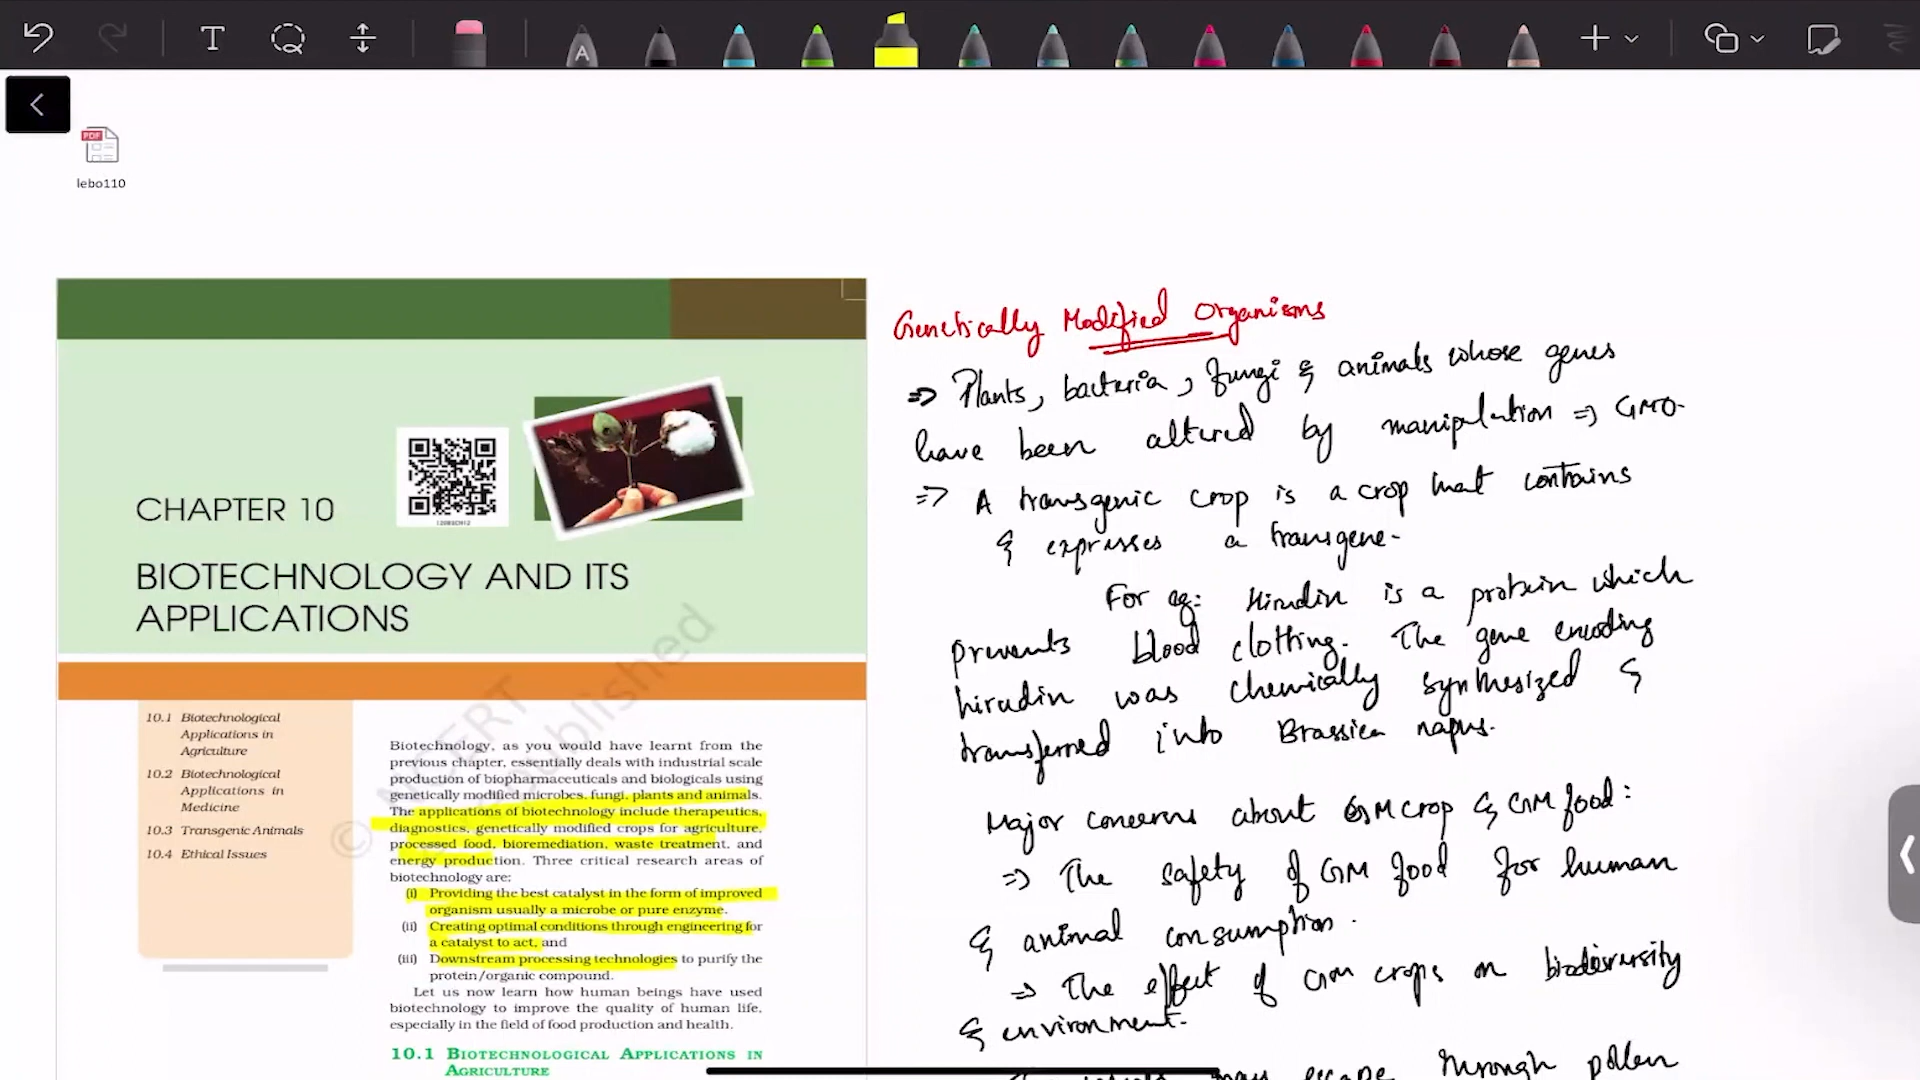 T
A
PDF
lebo110
CHAPTER 10
BIOTECHNOLOGY AND ITS
APPLICATIONS
10.1 Biotechnological
Applications in
Agriculture
10.2 Biotechnological
Applications in
Medicine
10.3 Transgenic Animals
10.4 Ethical Issues
Biotechnology, as you would have learnt from the
previous chapter, essentially deals with industrial scale
production of biopharmaceuticals and biologicals using
genetically modified microbes, fungi, plants and animals.
The applications of biotechnology include therapeutics,
diagnostics, genetically modified crops for agriculture,
processed food, bioremediation, waste treatment, and
energy production. Three critical research areas of
biotechnology are:
(i) Providing the best catalyst in the form of improved
organism usually a microbe or pure enzyme.
(ii) Creating optimal conditions through engineering for
a catalyst to act, and
(iii) Downstream processing technologies to purify the
protein/organic compound.
Let us now learn how human beings have used
biotechnology to improve the quality of human life,
especially in the field of food production and health.
10.1 BIOTECHNOLOGICAL APPLICATIONS IN
AGRICULTURE
© NCERT
published
Genetically Modified Organisms
⇒ Plants, bacteria, fungi & animals whose genes
have been altered by manipulation ⇒ GMO.
⇒ A transgenic crop is a crop that contains
& expresses a transgene.
For eg: Hirudin is a protein which
prevents blood clotting. The gene encoding
hirudin was chemically synthesized &
transferred into Brassica napus.
Major concerns about GM crop & GM food:
⇒ The safety of GM food for human
& animal consumption.
⇒ The effect of GM crops on biodiversity
& environment.
may escape through pollen